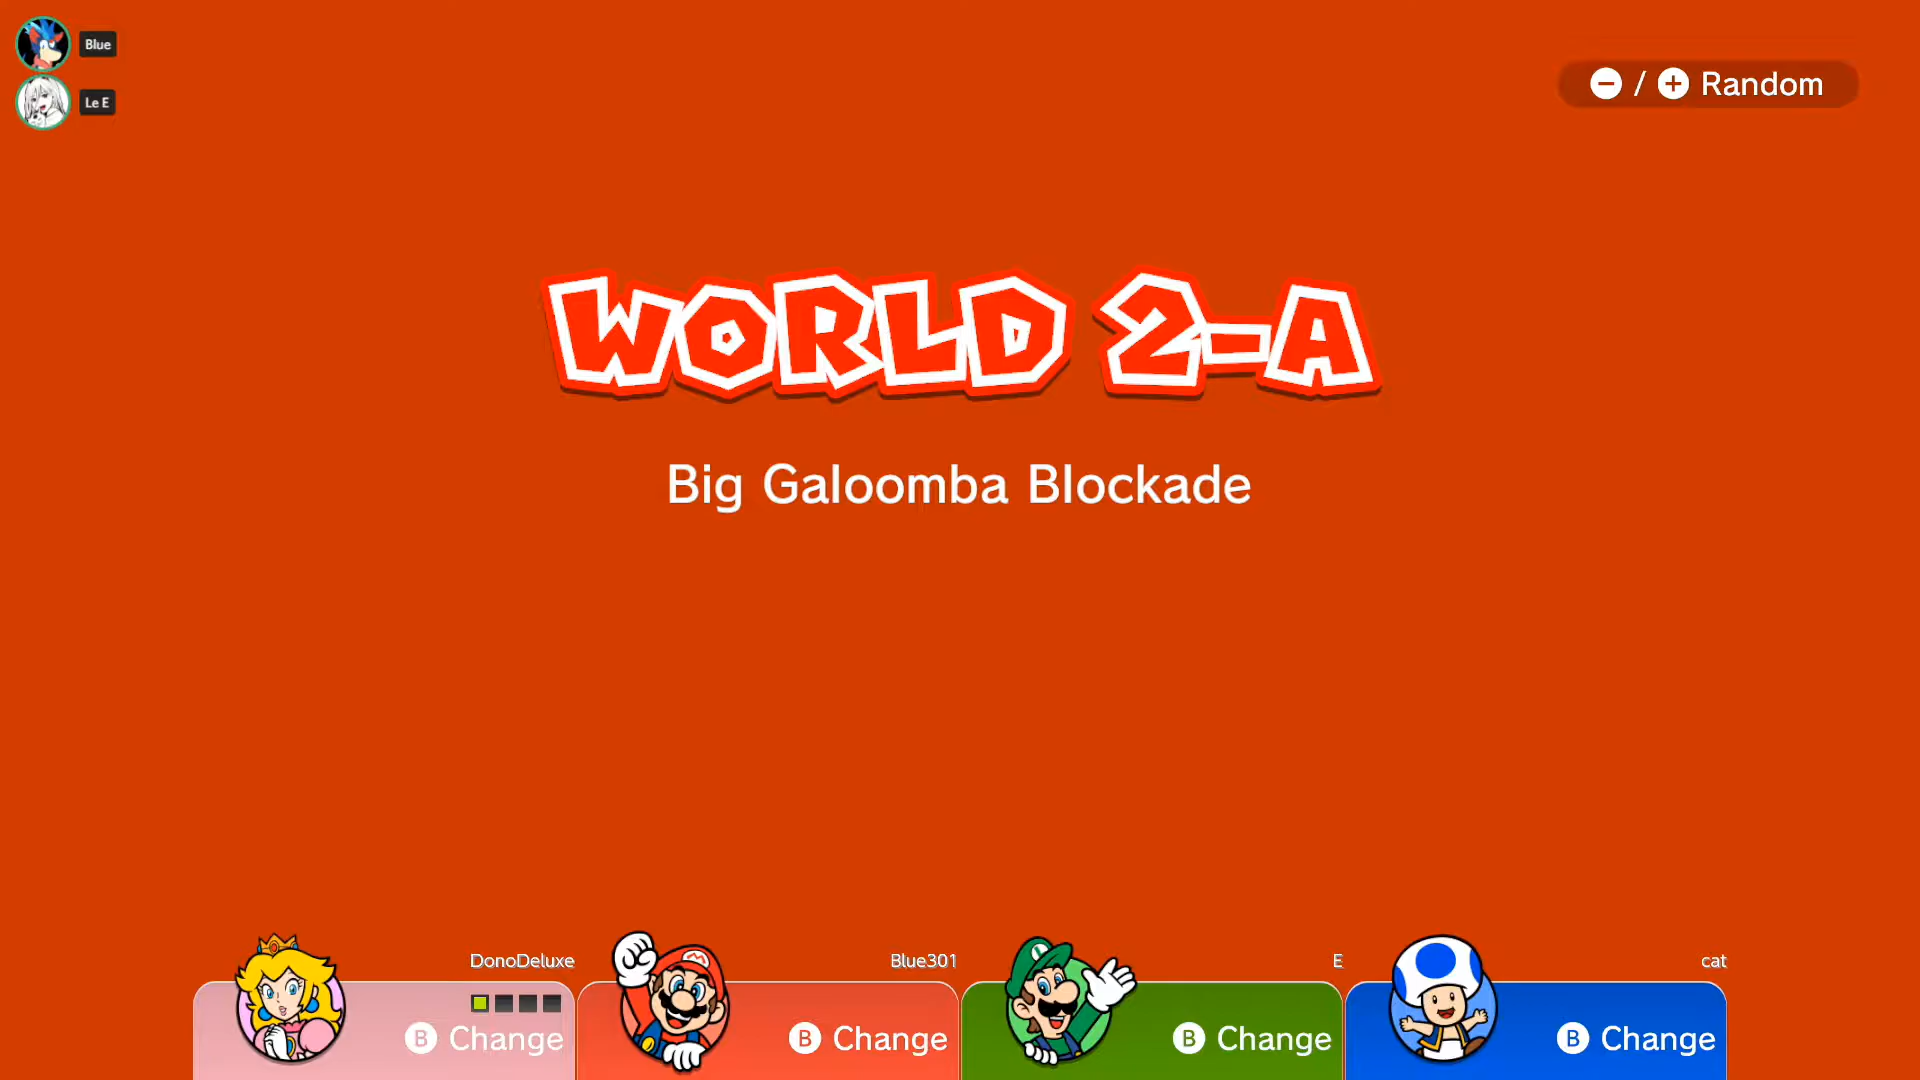 Blue
Le E
− / + Random
WORLD 2-A
Big Galoomba Blockade
DonoDeluxe
B Change
Blue301
B Change
E
B Change
cat
B Change